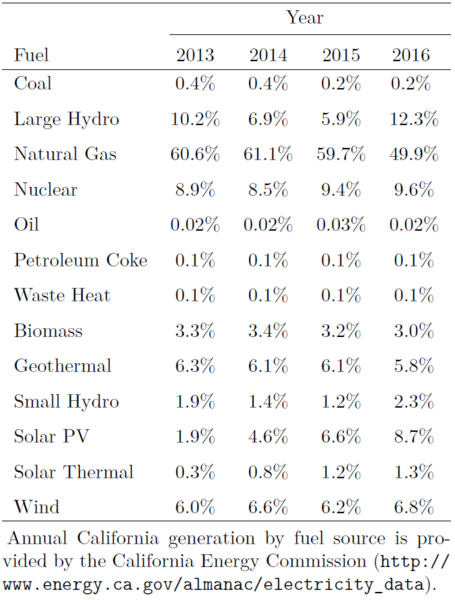 Year
Fuel 2013 2014 2015 2016
Coal 0.4% 0.4% 0.2% 0.2%
Large Hydro 10.2% 6.9% 5.9% 12.3%
Natural Gas 60.6% 61.1% 59.7% 49.9%
Nuclear 8.9% 8.5% 9.4% 9.6%
Oil 0.02% 0.02% 0.03% 0.02%
Petroleum Coke 0.1% 0.1% 0.1% 0.1%
Waste Heat 0.1% 0.1% 0.1% 0.1%
Biomass 3.3% 3.4% 3.2% 3.0%
Geothermal 6.3% 6.1% 6.1% 5.8%
Small Hydro 1.9% 1.4% 1.2% 2.3%
Solar PV 1.9% 4.6% 6.6% 8.7%
Solar Thermal 0.3% 0.8% 1.2% 1.3%
Wind 6.0% 6.6% 6.2% 6.8%
Annual California generation by fuel source is pro-
vided by the California Energy Commission (http://
www.energy.ca.gov/almanac/electricity_data).